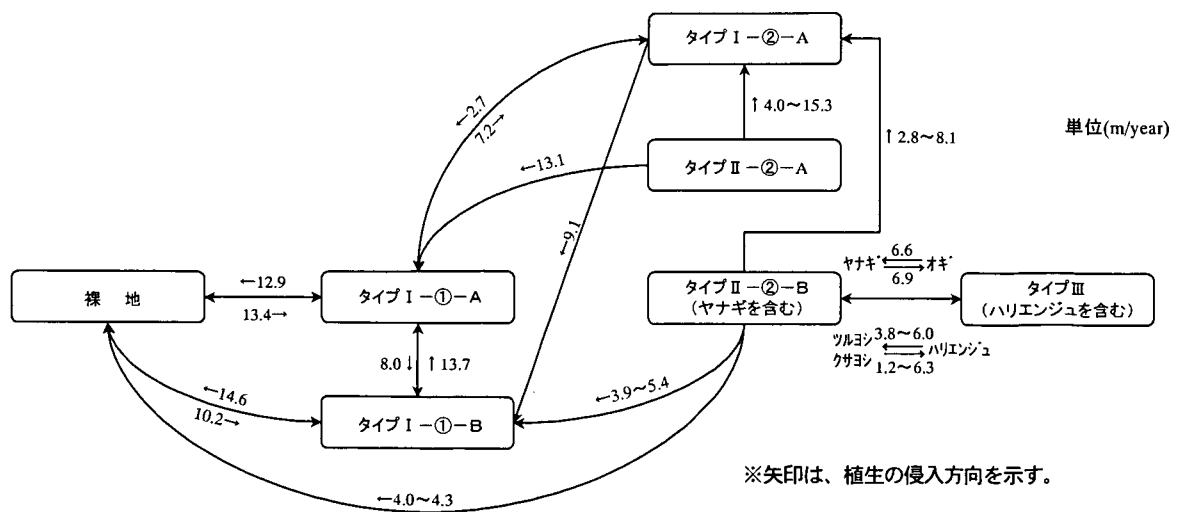 タイプⅠ-②-A
←2.7
7.2→
↑4.0~15.3
単位(m/year)
↑2.8~8.1
←13.1
タイプⅡ-②-A
←9.1
裸 地
←12.9
13.4→
タイプⅠ-①-A
タイプⅡ-②-B
(ヤナギを含む)
ヤナギ 6.6 オギ
6.9
タイプⅢ
(ハリエンジュを含む)
8.0↓ ↑13.7
ツルヨシ 3.8~6.0
クサヨシ 1.2~6.3 ハリエンジュ
←14.6
10.2→
タイプⅠ-①-B
←3.9~5.4
←4.0~4.3
※矢印は、植生の侵入方向を示す。